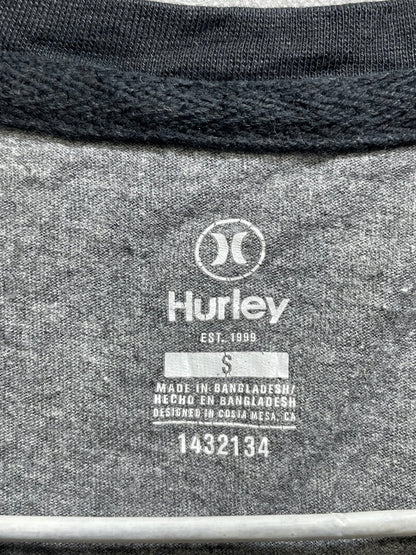 Hurley
EST. 1999
S
MADE IN BANGLADESH/
HECHO EN BANGLADESH
DESIGNED IN COSTA MESA, CA
1432134